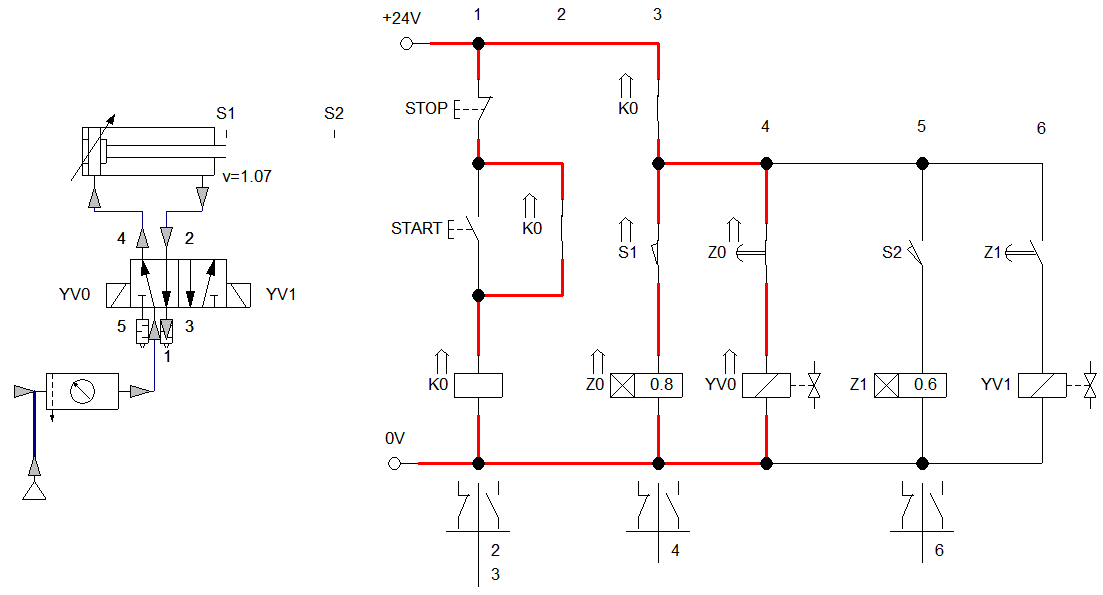 +24V 1 2 3
S1 S2 STOP K0
4 5 6
v=1.07
4 2 START K0 S1 Z0 S2 Z1
YV0 YV1
5 3
1
K0 Z0 0.8 YV0 Z1 0.6 YV1
0V
2 4 6
3